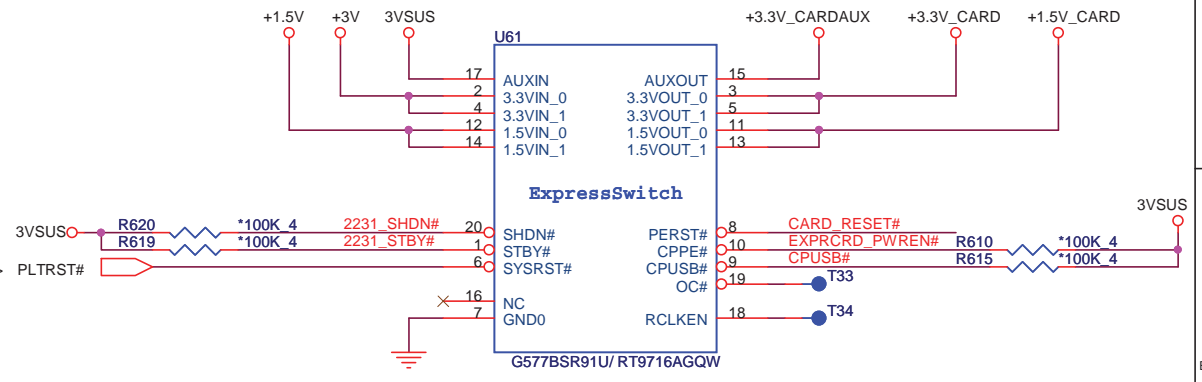 +1.5V +3V 3VSUS +3.3V_CARDAUX +3.3V_CARD +1.5V_CARD
U61
17 AUXIN AUXOUT 15
2 3.3VIN_0 3.3VOUT_0 3
4 3.3VIN_1 3.3VOUT_1 5
12 1.5VIN_0 1.5VOUT_0 11
14 1.5VIN_1 1.5VOUT_1 13
ExpressSwitch
3VSUS
3VSUS R620 *100K_4 2231_SHDN# 20 SHDN# PERST# 8 CARD_RESET#
R619 *100K_4 2231_STBY# 1 STBY# CPPE# 10 EXPRCRD_PWREN# R610 *100K_4
PLTRST# 6 SYSRST# CPUSB# 9 CPUSB# R615 *100K_4
OC# 19 T33
16 NC
7 GND0 RCLKEN 18 T34
G577BSR91U/ RT9716AGQW